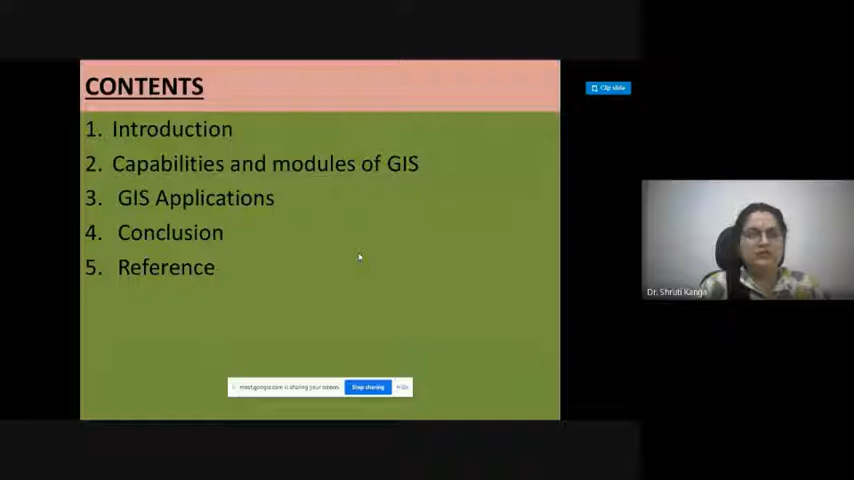 CONTENTS
1. Introduction
2. Capabilities and modules of GIS
3. GIS Applications
4. Conclusion
5. Reference
Clip slide
meet.google.com is sharing your screen. Stop sharing Hide
Dr. Shruti Kanga